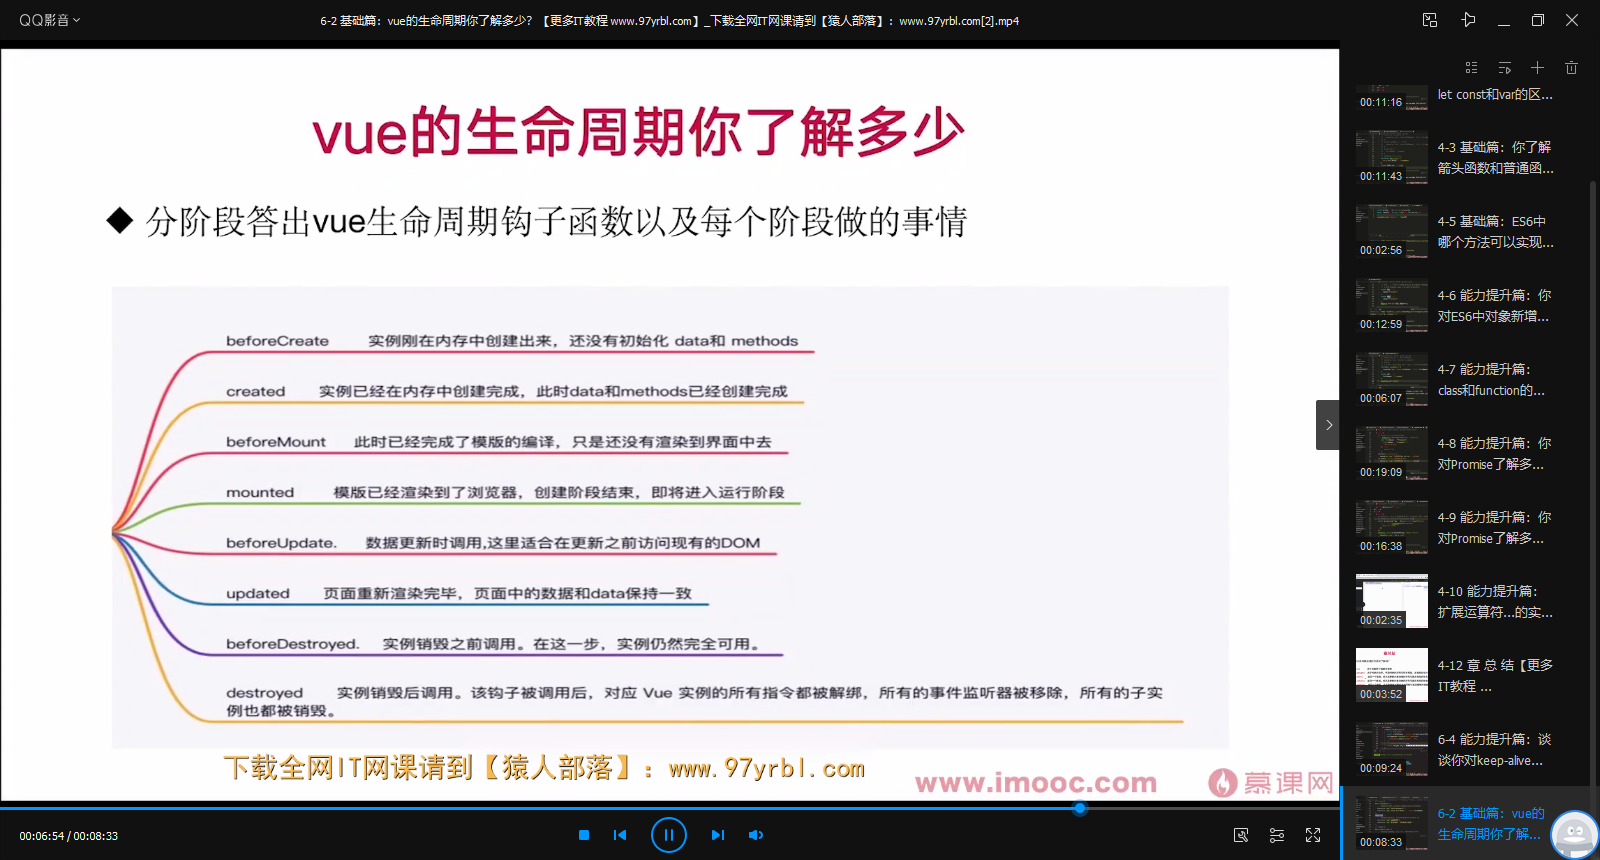 QQ影音
6-2 基础篇：vue的生命周期你了解多少？【更多IT教程 www.97yrbl.com】_下载全网IT网课请到【猿人部落】：www.97yrbl.com[2].mp4
vue的生命周期你了解多少
◆ 分阶段答出vue生命周期钩子函数以及每个阶段做的事情
beforeCreate 实例刚在内存中创建出来，还没有初始化 data和 methods
created 实例已经在内存中创建完成，此时data和methods已经创建完成
beforeMount 此时已经完成了模版的编译，只是还没有渲染到界面中去
mounted 模版已经渲染到了浏览器，创建阶段结束，即将进入运行阶段
beforeUpdate. 数据更新时调用,这里适合在更新之前访问现有的DOM
updated 页面重新渲染完毕，页面中的数据和data保持一致
beforeDestroyed. 实例销毁之前调用。在这一步，实例仍然完全可用。
destroyed 实例销毁后调用。该钩子被调用后，对应 Vue 实例的所有指令都被解绑，所有的事件监听器被移除，所有的子实
例也都被销毁。
下载全网IT网课请到【猿人部落】：www.97yrbl.com
www.imooc.com 慕课网
00:06:54 / 00:08:33
00:11:16
let const和var的区...
4-3 基础篇：你了解
箭头函数和普通函...
00:11:43
4-5 基础篇：ES6中
哪个方法可以实现...
00:02:56
4-6 能力提升篇：你
对ES6中对象新增...
00:12:59
4-7 能力提升篇：
class和function的...
00:06:07
4-8 能力提升篇：你
对Promise了解多...
00:19:09
4-9 能力提升篇：你
对Promise了解多...
00:16:38
4-10 能力提升篇：
扩展运算符...的实...
00:02:35
4-12 章 总 结【更多
IT教程 ...
00:03:52
6-4 能力提升篇：谈
谈你对keep-alive...
00:09:24
6-2 基础篇：vue的
生命周期你了解...
00:08:33